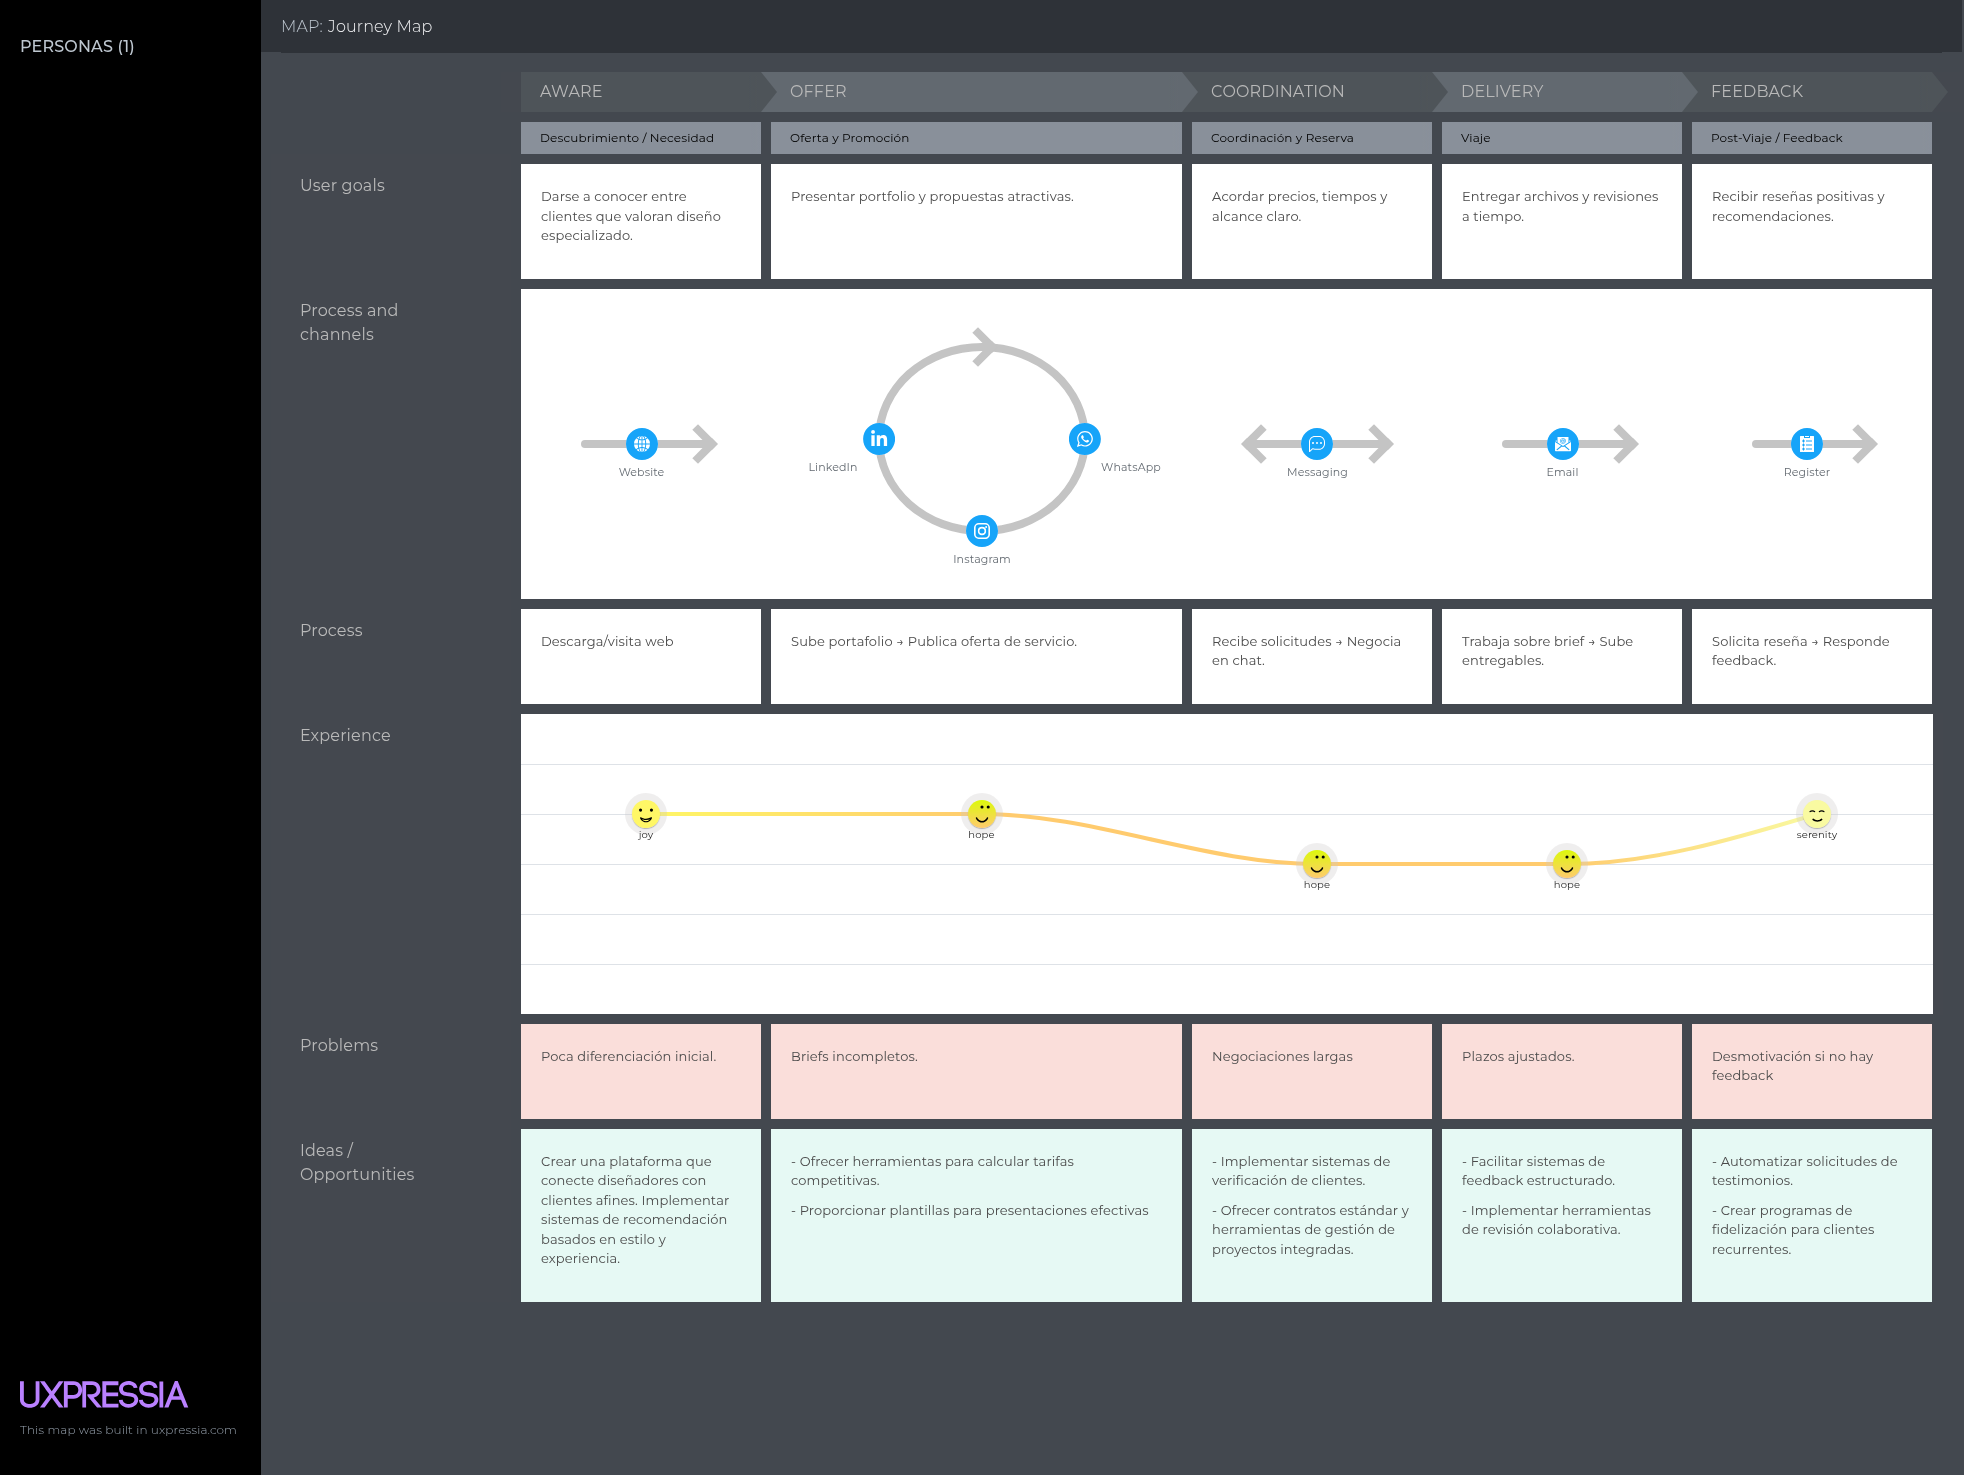 PERSONAS (1)
MAP: Journey Map
AWARE
OFFER
COORDINATION
DELIVERY
FEEDBACK
Descubrimiento / Necesidad
Oferta y Promoción
Coordinación y Reserva
Viaje
Post-Viaje / Feedback
User goals
Darse a conocer entre
clientes que valoran diseño
especializado.
Presentar portfolio y propuestas atractivas.
Acordar precios, tiempos y
alcance claro.
Entregar archivos y revisiones
a tiempo.
Recibir reseñas positivas y
recomendaciones.
Process and
channels
Website
LinkedIn
WhatsApp
Instagram
Messaging
Email
Register
Process
Descarga/visita web
Sube portafolio → Publica oferta de servicio.
Recibe solicitudes → Negocia
en chat.
Trabaja sobre brief → Sube
entregables.
Solicita reseña → Responde
feedback.
Experience
joy
hope
hope
hope
serenity
Problems
Poca diferenciación inicial.
Briefs incompletos.
Negociaciones largas
Plazos ajustados.
Desmotivación si no hay
feedback
Ideas /
Opportunities
Crear una plataforma que
conecte diseñadores con
clientes afines. Implementar
sistemas de recomendación
basados en estilo y
experiencia.
- Ofrecer herramientas para calcular tarifas
competitivas.
- Proporcionar plantillas para presentaciones efectivas
- Implementar sistemas de
verificación de clientes.
- Ofrecer contratos estándar y
herramientas de gestión de
proyectos integradas.
- Facilitar sistemas de
feedback estructurado.
- Implementar herramientas
de revisión colaborativa.
- Automatizar solicitudes de
testimonios.
- Crear programas de
fidelización para clientes
recurrentes.
UXPRESSIA
This map was built in uxpressia.com